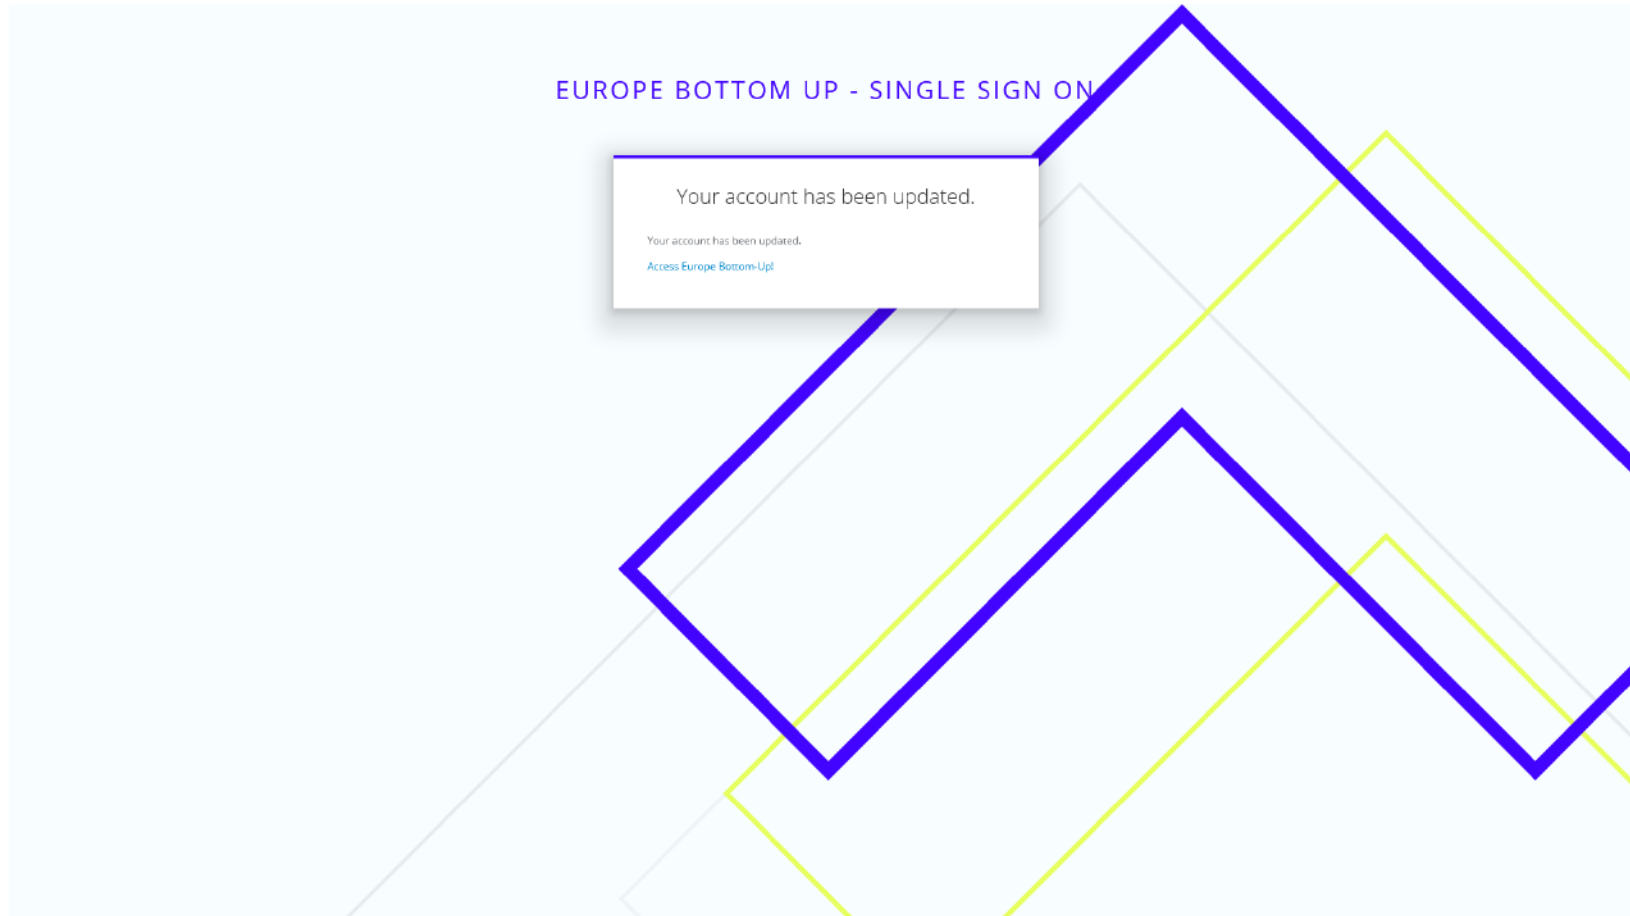 EUROPE BOTTOM UP - SINGLE SIGN ON
Your account has been updated.
Your account has been updated.
Access Europe Bottom-Up!